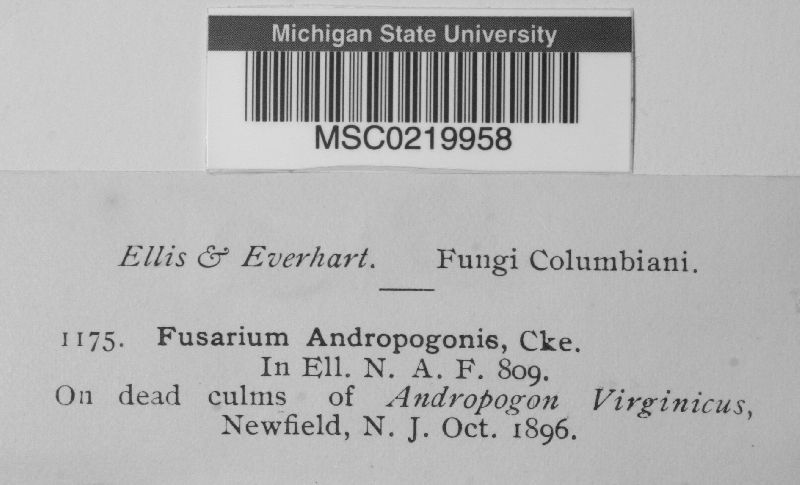 Michigan State University
MSC0219958
Ellis & Everhart. Fungi Columbiani.
1175. Fusarium Andropogonis, Cke.
In Ell. N. A. F. 809.
On dead culms of Andropogon Virginicus,
Newfield, N. J. Oct. 1896.